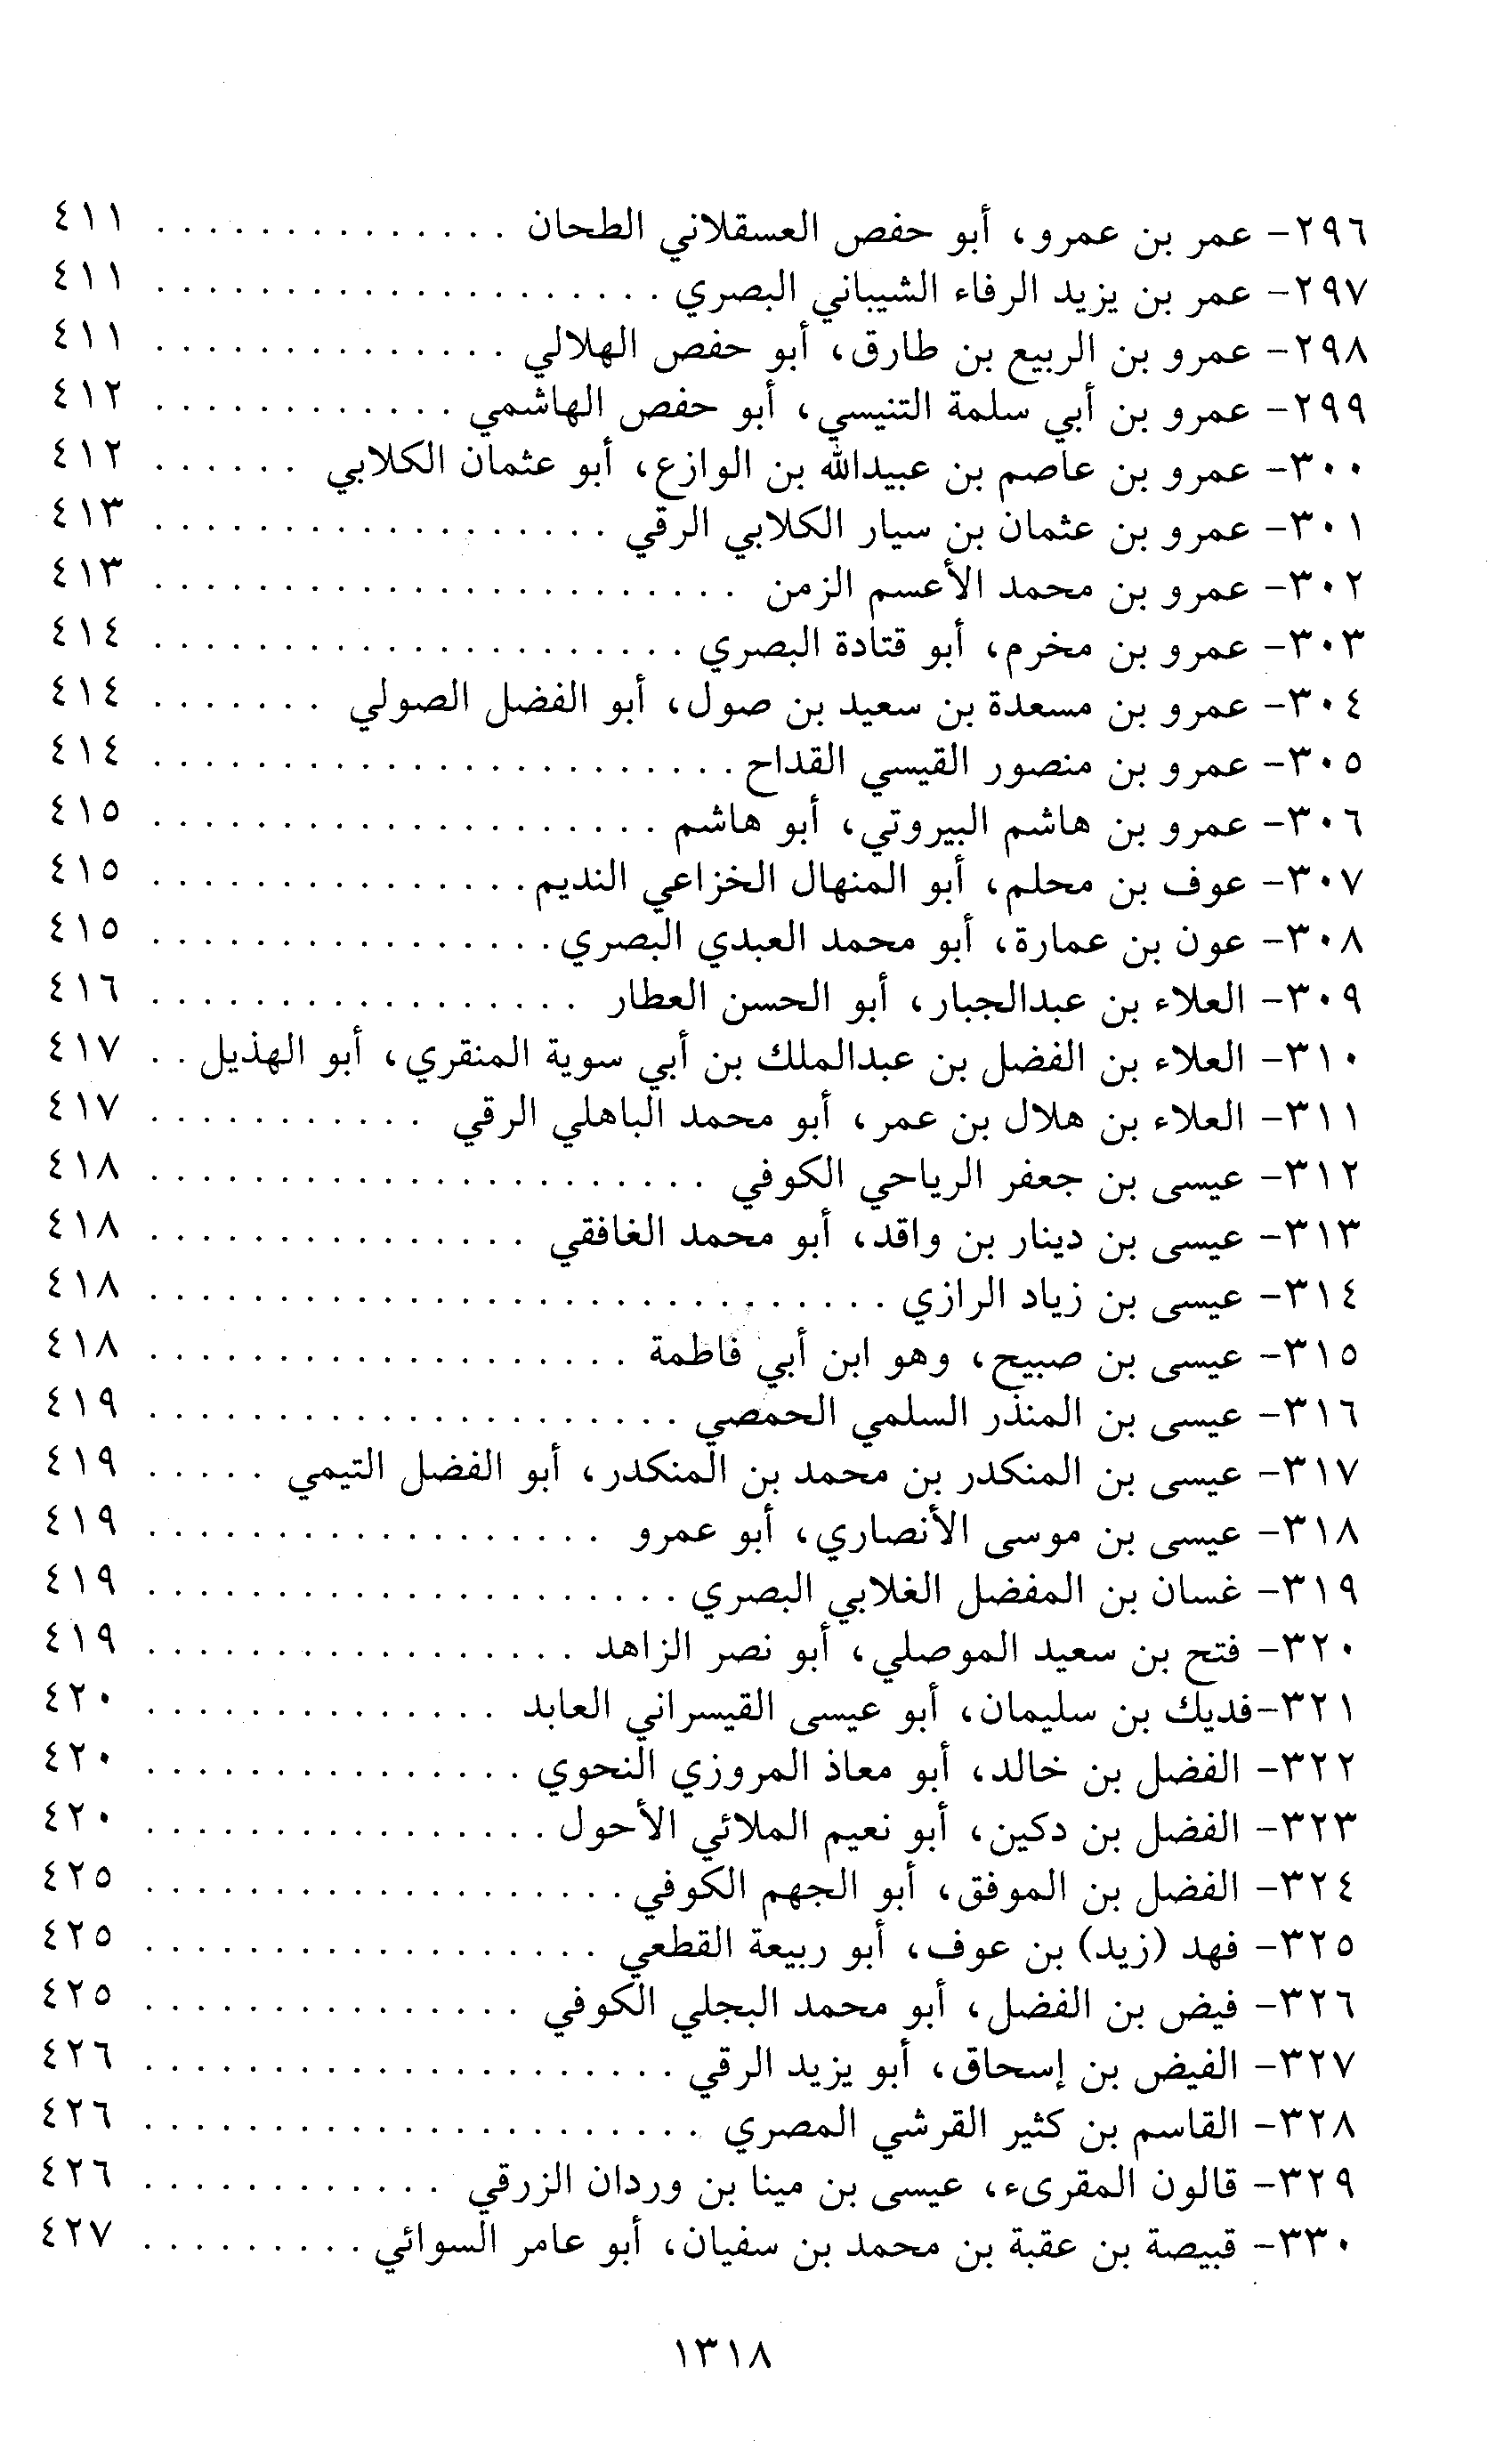 ٢٩٦- عمر بن عمرو، أبو حفص العسقلاني الطحان . . . . . . . . . . . . . . ٤١١
٢٩٧- عمر بن يزيد الرفاء الشيباني البصري . . . . . . . . . . . . . . . . . . . . ٤١١
٢٩٨- عمرو بن الربيع بن طارق، أبو حفص الهلالي . . . . . . . . . . . . . . ٤١١
٢٩٩- عمرو بن أبي سلمة التنيسي، أبو حفص الهاشمي . . . . . . . . . . . . ٤١٢
٣٠٠- عمرو بن عاصم بن عبيدالله بن الوازع، أبو عثمان الكلابي . . . . . . ٤١٢
٣٠١- عمرو بن عثمان بن سيار الكلابي الرقي . . . . . . . . . . . . . . . . . . ٤١٣
٣٠٢- عمرو بن محمد الأعسم الزمن . . . . . . . . . . . . . . . . . . . . . . . ٤١٣
٣٠٣- عمرو بن مخرم، أبو قتادة البصري . . . . . . . . . . . . . . . . . . . . . ٤١٤
٣٠٤- عمرو بن مسعدة بن سعيد بن صول، أبو الفضل الصولي . . . . . . . ٤١٤
٣٠٥- عمرو بن منصور القيسي القداح . . . . . . . . . . . . . . . . . . . . . . . ٤١٤
٣٠٦- عمرو بن هاشم البيروتي، أبو هاشم . . . . . . . . . . . . . . . . . . . . ٤١٥
٣٠٧- عوف بن محلم، أبو المنهال الخزاعي النديم . . . . . . . . . . . . . . . ٤١٥
٣٠٨- عون بن عمارة، أبو محمد العبدي البصري . . . . . . . . . . . . . . . . ٤١٥
٣٠٩- العلاء بن عبدالجبار، أبو الحسن العطار . . . . . . . . . . . . . . . . . ٤١٦
٣١٠- العلاء بن الفضل بن عبدالملك بن أبي سوية المنقري، أبو الهذيل . . ٤١٧
٣١١- العلاء بن هلال بن عمر، أبو محمد الباهلي الرقي . . . . . . . . . . . ٤١٧
٣١٢- عيسى بن جعفر الرياحي الكوفي . . . . . . . . . . . . . . . . . . . . . . ٤١٨
٣١٣- عيسى بن دينار بن واقد، أبو محمد الغافقي . . . . . . . . . . . . . . . ٤١٨
٣١٤- عيسى بن زياد الرازي . . . . . . . . . . . . . . . . . . . . . . . . . . . . . ٤١٨
٣١٥- عيسى بن صبيح، وهو ابن أبي فاطمة . . . . . . . . . . . . . . . . . . . ٤١٨
٣١٦- عيسى بن المنذر السلمي الحمصي . . . . . . . . . . . . . . . . . . . . . ٤١٩
٣١٧- عيسى بن المنكدر بن محمد بن المنكدر، أبو الفضل التيمي . . . . . ٤١٩
٣١٨- عيسى بن موسى الأنصاري، أبو عمرو . . . . . . . . . . . . . . . . . . ٤١٩
٣١٩- غسان بن المفضل الغلابي البصري . . . . . . . . . . . . . . . . . . . . . ٤١٩
٣٢٠- فتح بن سعيد الموصلي، أبو نصر الزاهد . . . . . . . . . . . . . . . . . ٤١٩
٣٢١-فديك بن سليمان، أبو عيسى القيسراني العابد . . . . . . . . . . . . . . ٤٢٠
٣٢٢- الفضل بن خالد، أبو معاذ المروزي النحوي . . . . . . . . . . . . . . . ٤٢٠
٣٢٣- الفضل بن دكين، أبو نعيم الملائي الأحول . . . . . . . . . . . . . . . . ٤٢٠
٣٢٤- الفضل بن الموفق، أبو الجهم الكوفي . . . . . . . . . . . . . . . . . . . ٤٢٥
٣٢٥- فهد (زيد) بن عوف، أبو ربيعة القطعي . . . . . . . . . . . . . . . . . . ٤٢٥
٣٢٦- فيض بن الفضل، أبو محمد البجلي الكوفي . . . . . . . . . . . . . . . ٤٢٥
٣٢٧- الفيض بن إسحاق، أبو يزيد الرقي . . . . . . . . . . . . . . . . . . . . . ٤٢٦
٣٢٨- القاسم بن كثير القرشي المصري . . . . . . . . . . . . . . . . . . . . . . ٤٢٦
٣٢٩- قالون المقرىء، عيسى بن مينا بن وردان الزرقي . . . . . . . . . . . . ٤٢٦
٣٣٠- قبيصة بن عقبة بن محمد بن سفيان، أبو عامر السوائي . . . . . . . . . ٤٢٧
١٣١٨